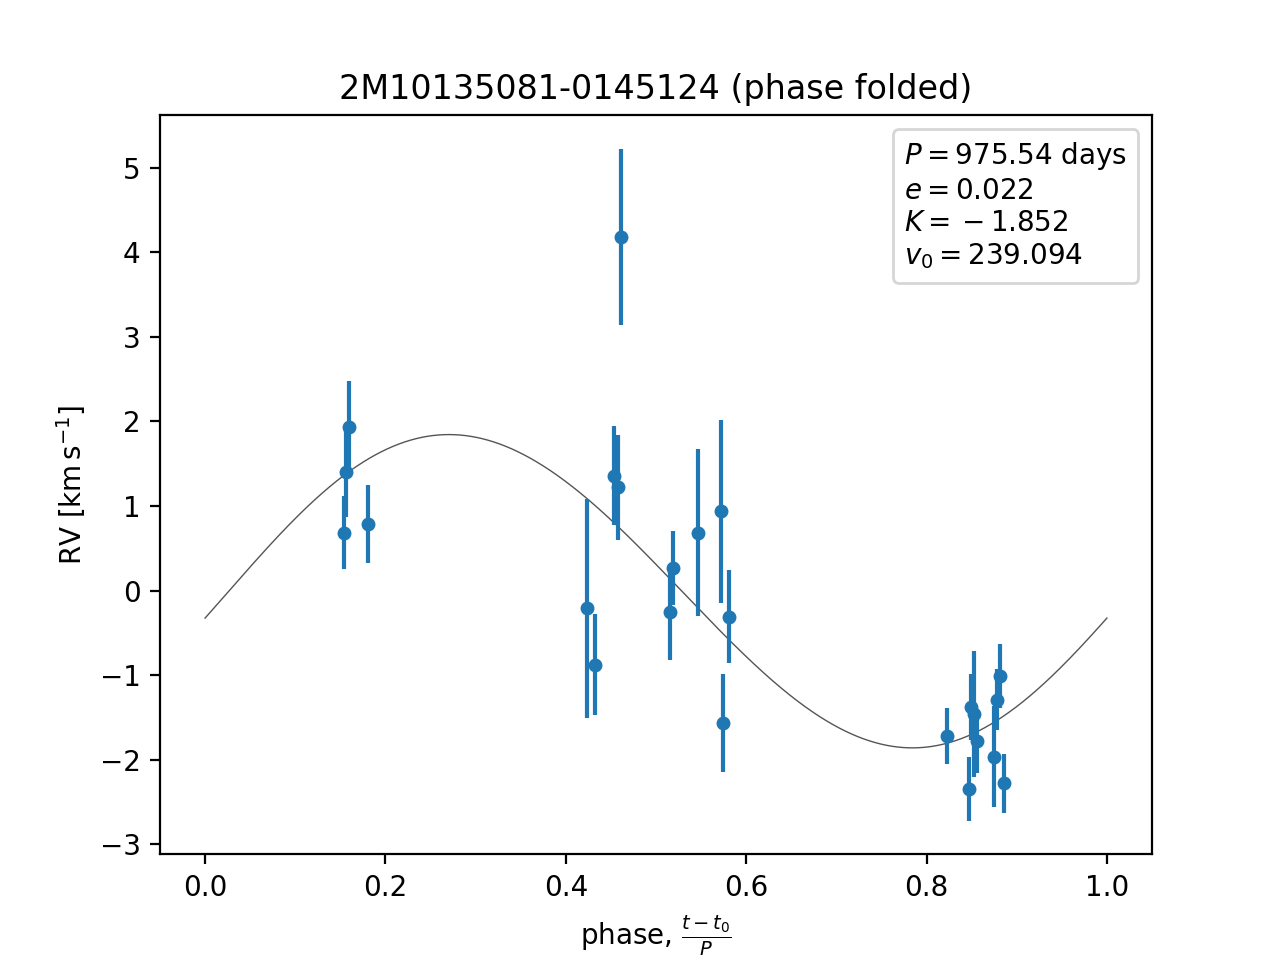 2M10135081-0145124 (phase folded)
P = 975.54 days
e = 0.022
K = −1.852
v₀ = 239.094
RV [km s⁻¹]
5
4
3
2
1
0
−1
−2
−3
0.0 0.2 0.4 0.6 0.8 1.0
phase, (t − t₀)/P